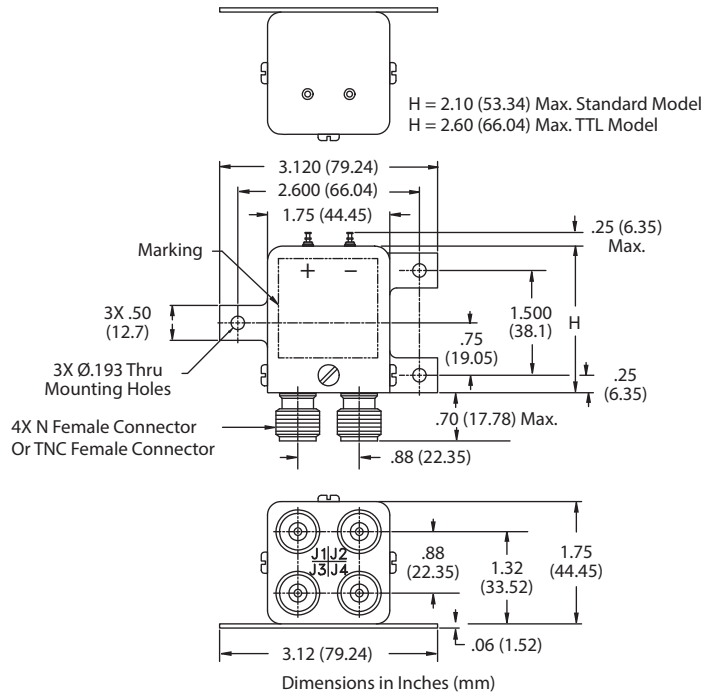 H = 2.10 (53.34) Max. Standard Model
H = 2.60 (66.04) Max. TTL Model
3.120 (79.24)
2.600 (66.04)
1.75 (44.45)
.25 (6.35)
Max.
Marking
+ −
3X .50
(12.7)
1.500
(38.1)
H
.75
(19.05)
3X Ø.193 Thru
Mounting Holes
.25
(6.35)
.70 (17.78) Max.
4X N Female Connector
Or TNC Female Connector
.88 (22.35)
J1 J2
J3 J4
.88
(22.35)
1.32
(33.52)
1.75
(44.45)
.06 (1.52)
3.12 (79.24)
Dimensions in Inches (mm)